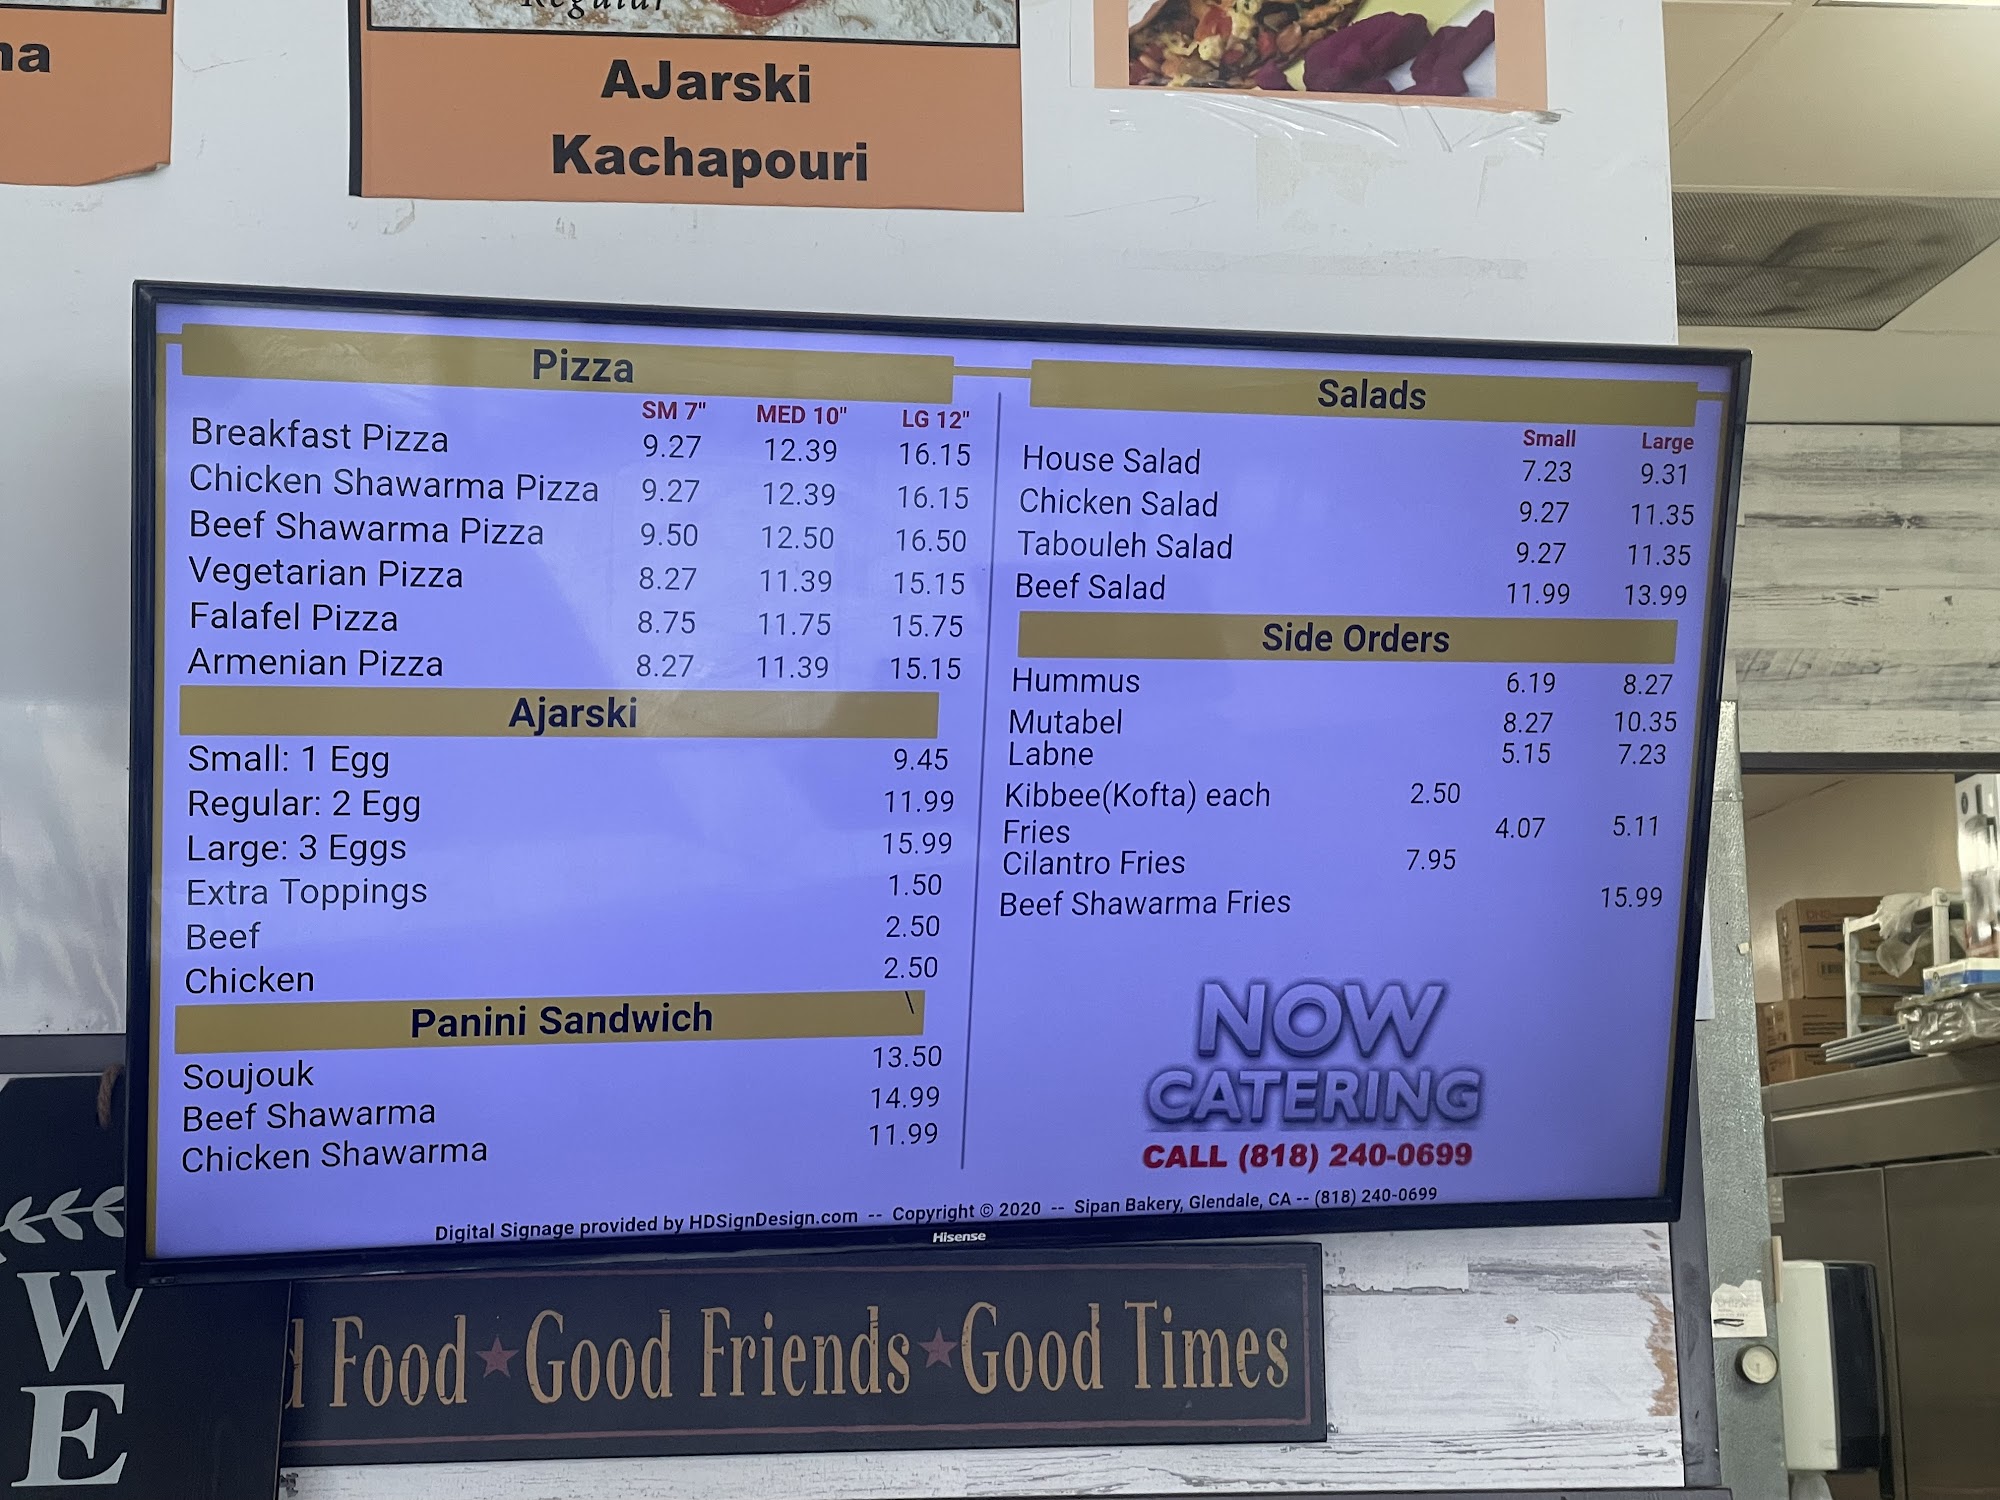 na
Regular
AJarski
Kachapouri
Pizza
SM 7" MED 10" LG 12"
Breakfast Pizza 9.27 12.39 16.15
Chicken Shawarma Pizza 9.27 12.39 16.15
Beef Shawarma Pizza 9.50 12.50 16.50
Vegetarian Pizza 8.27 11.39 15.15
Falafel Pizza 8.75 11.75 15.75
Armenian Pizza 8.27 11.39 15.15
Ajarski
Small: 1 Egg 9.45
Regular: 2 Egg 11.99
Large: 3 Eggs 15.99
Extra Toppings 1.50
Beef 2.50
Chicken 2.50
\
Panini Sandwich
Soujouk 13.50
Beef Shawarma 14.99
Chicken Shawarma 11.99
Salads
Small Large
House Salad 7.23 9.31
Chicken Salad 9.27 11.35
Tabouleh Salad 9.27 11.35
Beef Salad 11.99 13.99
Side Orders
Hummus 6.19 8.27
Mutabel 8.27 10.35
Labne 5.15 7.23
Kibbee(Kofta) each 2.50
Fries 4.07 5.11
Cilantro Fries 7.95
Beef Shawarma Fries 15.99
NOW
CATERING
CALL (818) 240-0699
Digital Signage provided by HDSignDesign.com -- Copyright © 2020 -- Sipan Bakery, Glendale, CA -- (818) 240-0699
Hisense
d Food ★ Good Friends ★ Good Times
W
E